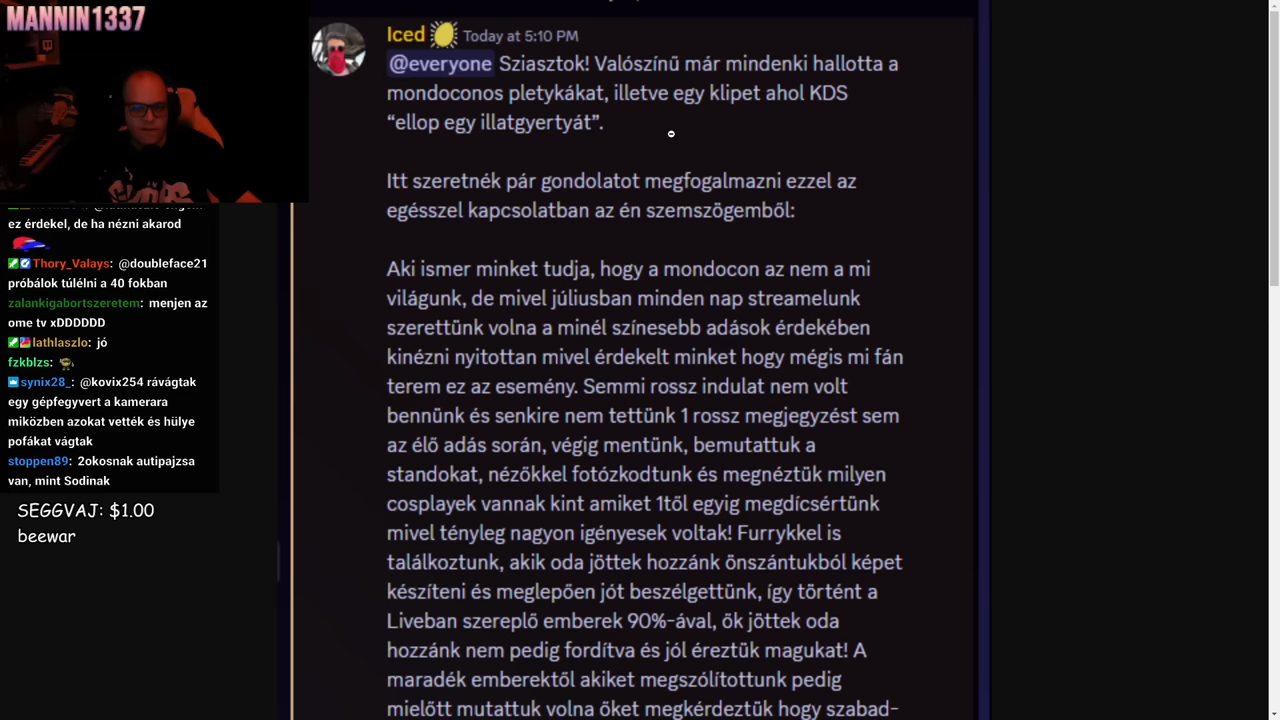 MANNIN1337
Iced Today at 5:10 PM
@everyone Sziasztok! Valószínű már mindenki hallotta a
mondoconos pletykákat, illetve egy klipet ahol KDS
“ellop egy illatgyertyát”.
Itt szeretnék pár gondolatot megfogalmazni ezzel az
egésszel kapcsolatban az én szemszögemből:
Aki ismer minket tudja, hogy a mondocon az nem a mi
világunk, de mivel júliusban minden nap streamelunk
szerettünk volna a minél színesebb adások érdekében
kinézni nyitottan mivel érdekelt minket hogy mégis mi fán
terem ez az esemény. Semmi rossz indulat nem volt
bennünk és senkire nem tettünk 1 rossz megjegyzést sem
az élő adás során, végig mentünk, bemutattuk a
standokat, nézőkkel fotózkodtunk és megnéztük milyen
cosplayek vannak kint amiket 1től egyig megdícsértünk
mivel tényleg nagyon igényesek voltak! Furrykkel is
találkoztunk, akik oda jöttek hozzánk önszántukból képet
készíteni és meglepően jót beszélgettünk, így történt a
Liveban szereplő emberek 90%-ával, ők jöttek oda
hozzánk nem pedig fordítva és jól érezték magukat! A
maradék emberektől akiket megszólítottunk pedig
mielőtt mutattuk volna őket megkérdeztük hogy szabad-
ez érdekel, de ha nézni akarod
Thory_Valays: @doubleface21
próbálok túlélni a 40 fokban
zalankigabortszeretem: menjen az
ome tv xDDDDDD
lathlaszlo: jó
fzkblzs:
synix28_: @kovix254 rávágtak
egy gépfegyvert a kamerara
miközben azokat vették és hülye
pofákat vágtak
stoppen89: 2okosnak autipajzsa
van, mint Sodinak
SEGGVAJ: $1.00
beewar